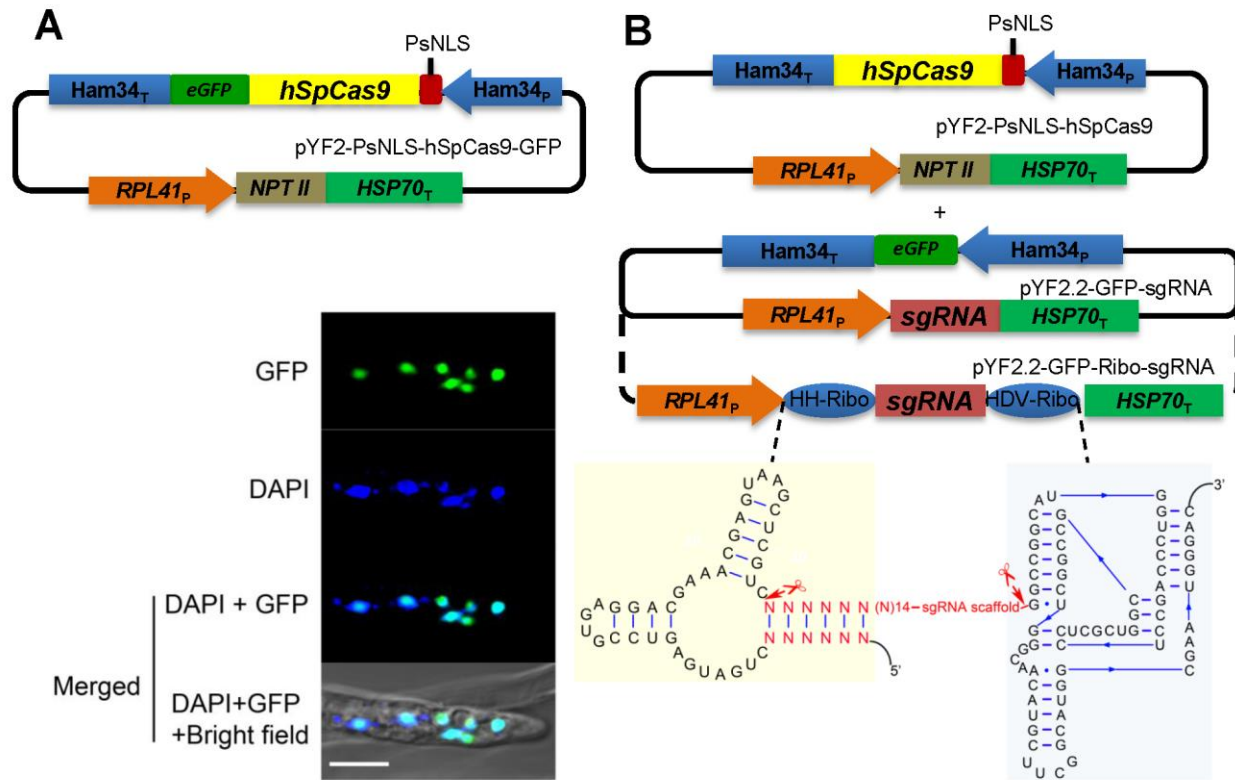 A
PsNLS
Ham34T eGFP hSpCas9 Ham34P
pYF2-PsNLS-hSpCas9-GFP
RPL41P NPT II HSP70T
GFP
DAPI
DAPI + GFP
Merged
DAPI+GFP
+Bright field
B
PsNLS
Ham34T hSpCas9 Ham34P
pYF2-PsNLS-hSpCas9
RPL41P NPT II HSP70T
+
Ham34T eGFP Ham34P
pYF2.2-GFP-sgRNA
RPL41P sgRNA HSP70T
pYF2.2-GFP-Ribo-sgRNA
RPL41P HH-Ribo sgRNA HDV-Ribo HSP70T
N N N N N N (N)14–sgRNA scaffold
N N N N N N
5'
3'